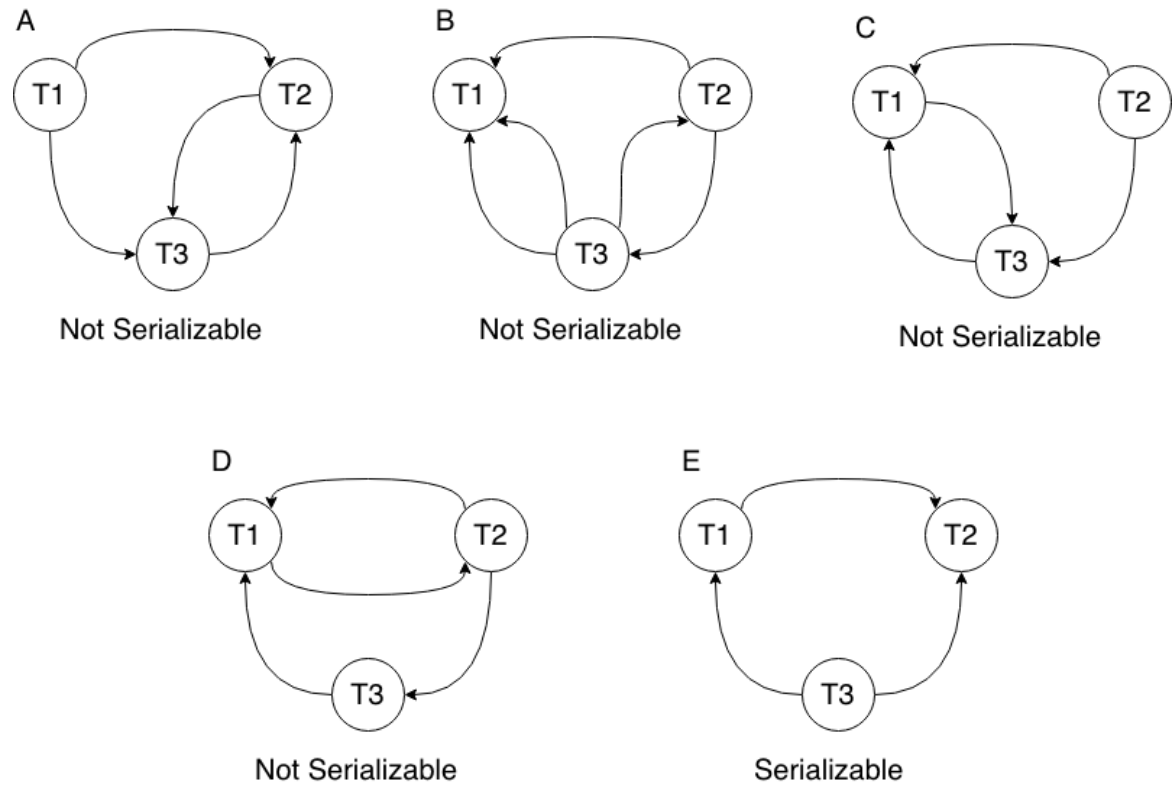 A
T1
T2
T3
Not Serializable
B
T1
T2
T3
Not Serializable
C
T1
T2
T3
Not Serializable
D
T1
T2
T3
Not Serializable
E
T1
T2
T3
Serializable